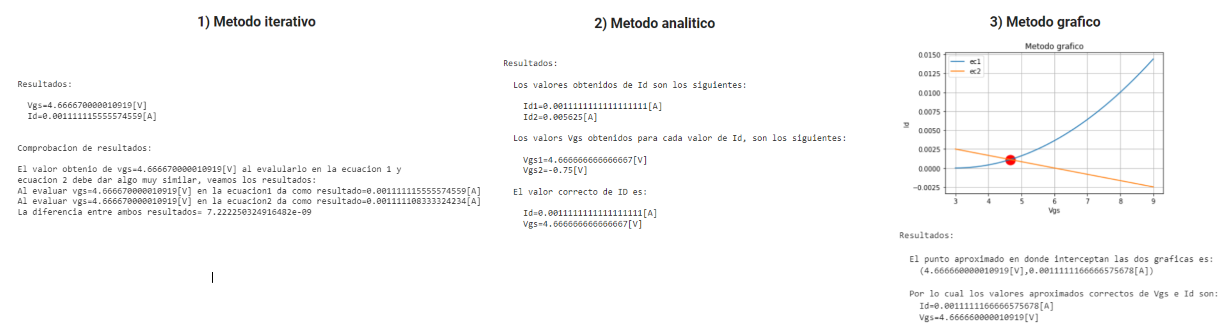 1) Metodo iterativo
Resultados:
Vgs=4.666670000010919[V]
Id=0.001111115555574559[A]
Comprobacion de resultados:
El valor obtenio de vgs=4.666670000010919[V] al evalularlo en la ecuacion 1 y
ecuacion 2 debe dar algo muy similar, veamos los resultados:
Al evaluar vgs=4.666670000010919[V] en la ecuacion1 da como resultado=0.001111115555574559[A]
Al evaluar vgs=4.666670000010919[V] en la ecuacion2 da como resultado=0.001111108333324234[A]
La diferencia entre ambos resultados= 7.222250324916482e-09
2) Metodo analitico
Resultados:
Los valores obtenidos de Id son los siguientes:
Id1=0.0011111111111111111[A]
Id2=0.005625[A]
Los valors Vgs obtenidos para cada valor de Id, son los siguientes:
Vgs1=4.666666666666667[V]
Vgs2=-0.75[V]
El valor correcto de ID es:
Id=0.0011111111111111111[A]
Vgs=4.666666666666667[V]
3) Metodo grafico
Metodo grafico
ec1
ec2
0.0150
0.0125
0.0100
0.0075
0.0050
0.0025
0.0000
−0.0025
Id
3 4 5 6 7 8 9
Vgs
Resultados:
El punto aproximado en donde interceptan las dos graficas es:
(4.666660000010919[V],0.0011111166666575678[A])
Por lo cual los valores aproximados correctos de Vgs e Id son:
Id=0.0011111166666575678[A]
Vgs=4.666660000010919[V]